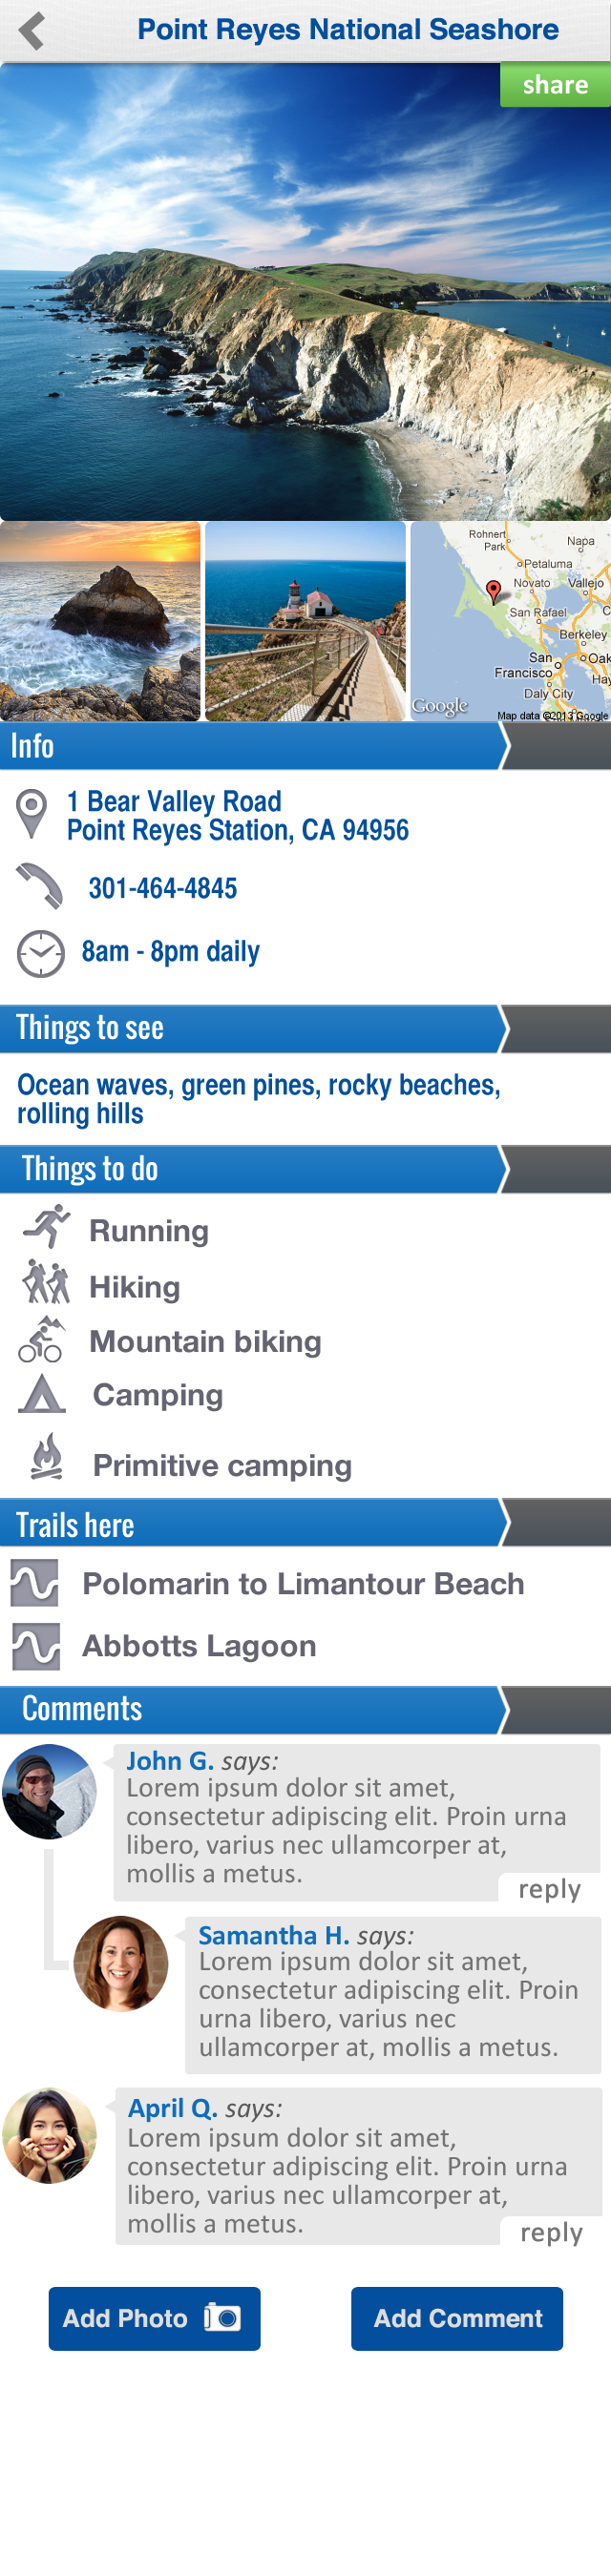 Point Reyes National Seashore
share
Rohnert
Park
Napa
Petaluma
Novato
Vallejo
San Rafael
C
Berkeley
San
Francisco
Oak
Hay
Daly City
Google
Map data ©2013 Google
Info
1 Bear Valley Road
Point Reyes Station, CA 94956
301-464-4845
8am - 8pm daily
Things to see
Ocean waves, green pines, rocky beaches,
rolling hills
Things to do
Running
Hiking
Mountain biking
Camping
Primitive camping
Trails here
Polomarin to Limantour Beach
Abbotts Lagoon
Comments
John G. says:
Lorem ipsum dolor sit amet,
consectetur adipiscing elit. Proin urna
libero, varius nec ullamcorper at,
mollis a metus.
reply
Samantha H. says:
Lorem ipsum dolor sit amet,
consectetur adipiscing elit. Proin
urna libero, varius nec
ullamcorper at, mollis a metus.
April Q. says:
Lorem ipsum dolor sit amet,
consectetur adipiscing elit. Proin urna
libero, varius nec ullamcorper at,
mollis a metus.
reply
Add Photo
Add Comment